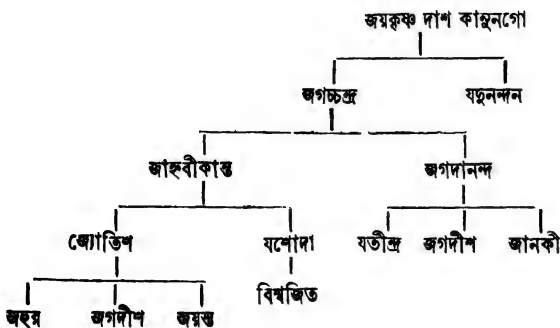 জয়কৃষ্ণ দাশ কানুনগো
জগচ্চন্দ্র যদুনন্দন
জাহ্নবীকান্ত জগদানন্দ
জ্যোতিশ যশোদা যতীন্দ্র জগদীশ জানকী
জহর জগদীশ জয়ন্ত বিশ্বজিত